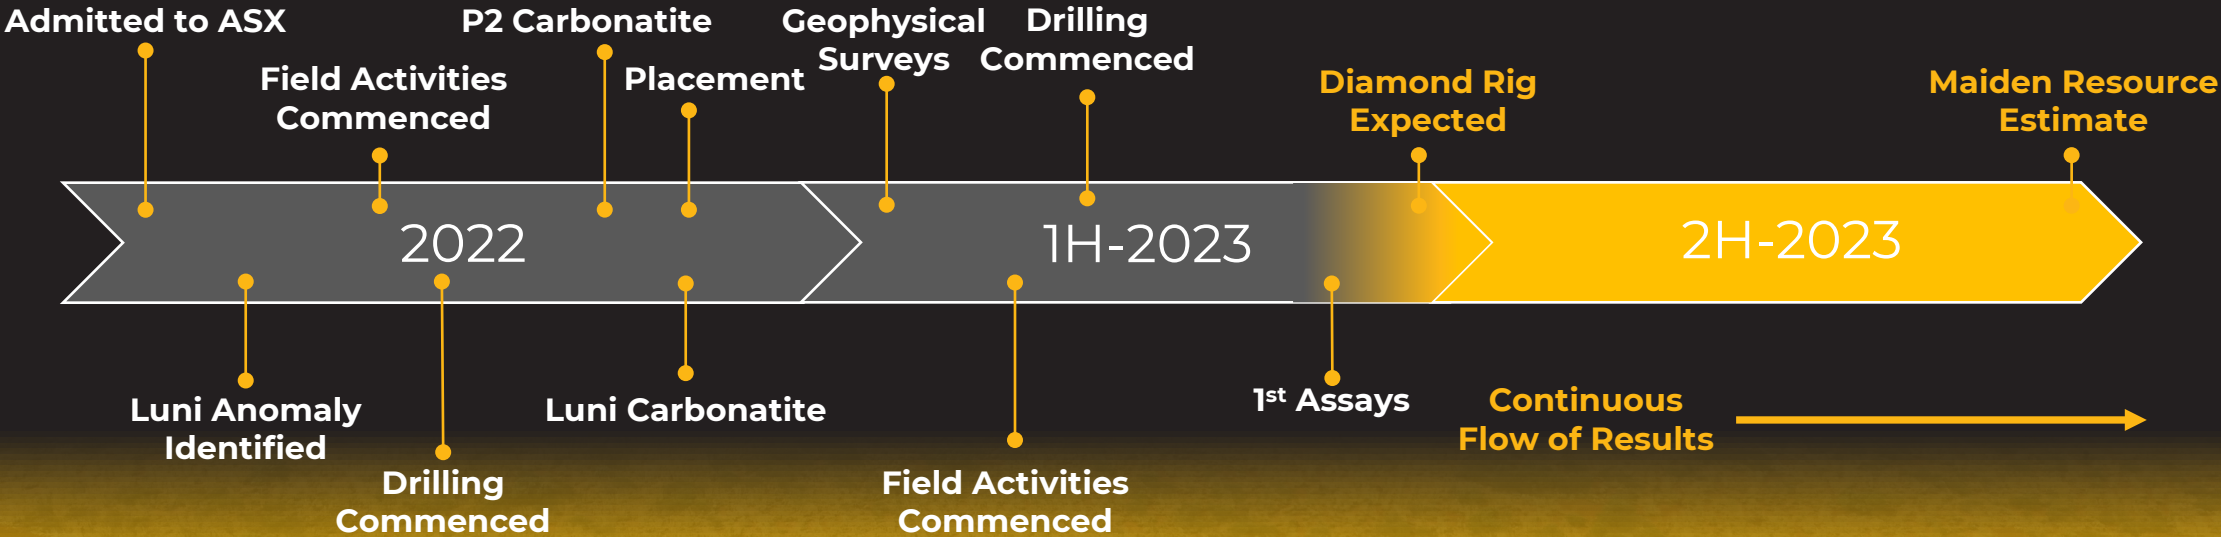 Admitted to ASX
Field Activities
Commenced
P2 Carbonatite
Placement
Geophysical
Surveys
Drilling
Commenced
Diamond Rig
Expected
Maiden Resource
Estimate
2022
1H-2023
2H-2023
Luni Anomaly
Identified
Drilling
Commenced
Luni Carbonatite
Field Activities
Commenced
1st Assays
Continuous
Flow of Results